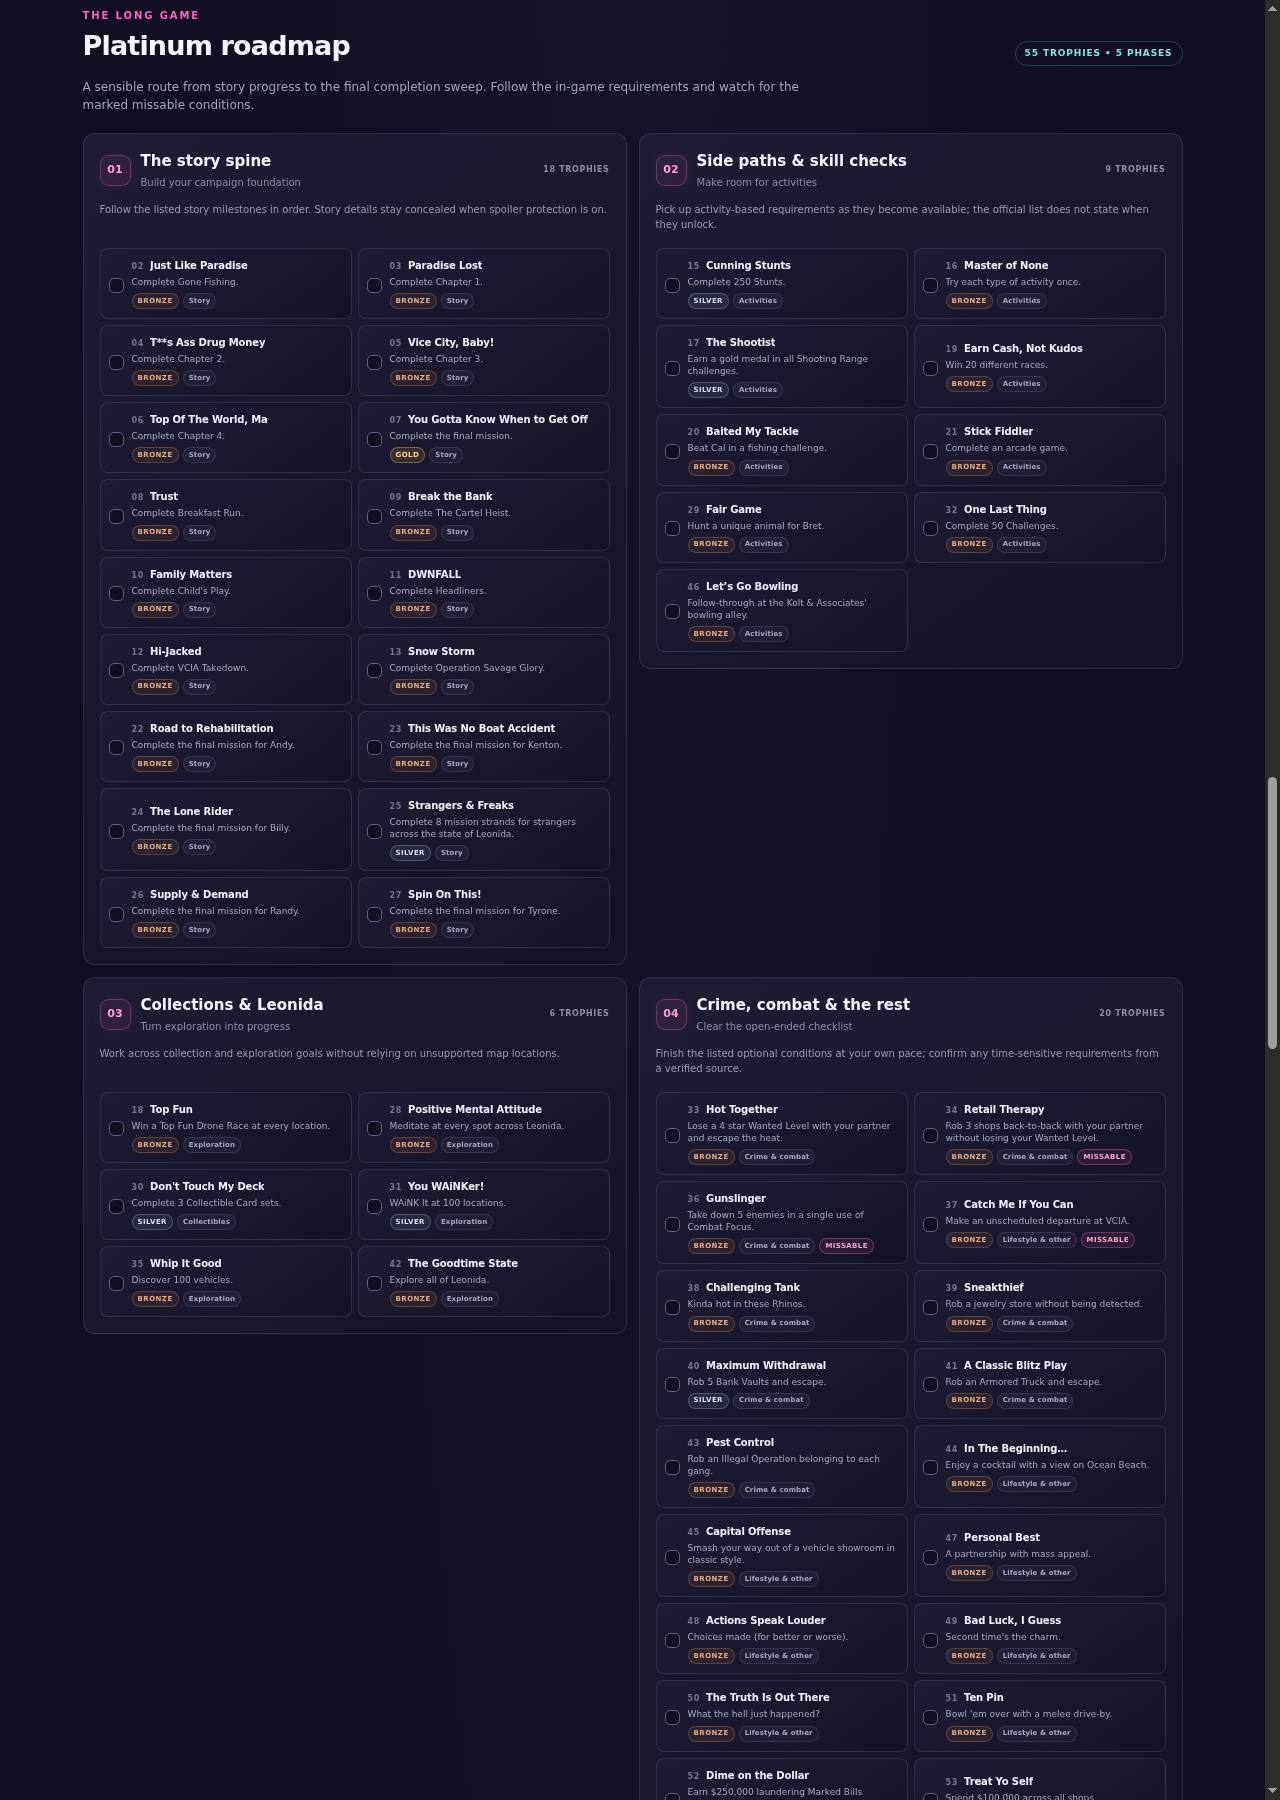 THE LONG GAME
Platinum roadmap
55 TROPHIES • 5 PHASES
A sensible route from story progress to the final completion sweep. Follow the in-game requirements and watch for the
marked missable conditions.
01
The story spine
Build your campaign foundation
18 TROPHIES
Follow the listed story milestones in order. Story details stay concealed when spoiler protection is on.
02 Just Like Paradise
Complete Gone Fishing.
BRONZE Story
03 Paradise Lost
Complete Chapter 1.
BRONZE Story
04 T**s Ass Drug Money
Complete Chapter 2.
BRONZE Story
05 Vice City, Baby!
Complete Chapter 3.
BRONZE Story
06 Top Of The World, Ma
Complete Chapter 4.
BRONZE Story
07 You Gotta Know When to Get Off
Complete the final mission.
GOLD Story
08 Trust
Complete Breakfast Run.
BRONZE Story
09 Break the Bank
Complete The Cartel Heist.
BRONZE Story
10 Family Matters
Complete Child's Play.
BRONZE Story
11 DWNFALL
Complete Headliners.
BRONZE Story
12 Hi-Jacked
Complete VCIA Takedown.
BRONZE Story
13 Snow Storm
Complete Operation Savage Glory.
BRONZE Story
22 Road to Rehabilitation
Complete the final mission for Andy.
BRONZE Story
23 This Was No Boat Accident
Complete the final mission for Kenton.
BRONZE Story
24 The Lone Rider
Complete the final mission for Billy.
BRONZE Story
25 Strangers & Freaks
Complete 8 mission strands for strangers
across the state of Leonida.
SILVER Story
26 Supply & Demand
Complete the final mission for Randy.
BRONZE Story
27 Spin On This!
Complete the final mission for Tyrone.
BRONZE Story
02
Side paths & skill checks
Make room for activities
9 TROPHIES
Pick up activity-based requirements as they become available; the official list does not state when
they unlock.
15 Cunning Stunts
Complete 250 Stunts.
SILVER Activities
16 Master of None
Try each type of activity once.
BRONZE Activities
17 The Shootist
Earn a gold medal in all Shooting Range
challenges.
SILVER Activities
19 Earn Cash, Not Kudos
Win 20 different races.
BRONZE Activities
20 Baited My Tackle
Beat Cal in a fishing challenge.
BRONZE Activities
21 Stick Fiddler
Complete an arcade game.
BRONZE Activities
29 Fair Game
Hunt a unique animal for Bret.
BRONZE Activities
32 One Last Thing
Complete 50 Challenges.
BRONZE Activities
46 Let’s Go Bowling
Follow-through at the Kolt & Associates'
bowling alley.
BRONZE Activities
03
Collections & Leonida
Turn exploration into progress
6 TROPHIES
Work across collection and exploration goals without relying on unsupported map locations.
18 Top Fun
Win a Top Fun Drone Race at every location.
BRONZE Exploration
28 Positive Mental Attitude
Meditate at every spot across Leonida.
BRONZE Exploration
30 Don't Touch My Deck
Complete 3 Collectible Card sets.
SILVER Collectibles
31 You WAiNKer!
WAiNK It at 100 locations.
SILVER Exploration
35 Whip It Good
Discover 100 vehicles.
BRONZE Exploration
42 The Goodtime State
Explore all of Leonida.
BRONZE Exploration
04
Crime, combat & the rest
Clear the open-ended checklist
20 TROPHIES
Finish the listed optional conditions at your own pace; confirm any time-sensitive requirements from
a verified source.
33 Hot Together
Lose a 4 star Wanted Level with your partner
and escape the heat.
BRONZE Crime & combat
34 Retail Therapy
Rob 3 shops back-to-back with your partner
without losing your Wanted Level.
BRONZE Crime & combat MISSABLE
36 Gunslinger
Take down 5 enemies in a single use of
Combat Focus.
BRONZE Crime & combat MISSABLE
37 Catch Me If You Can
Make an unscheduled departure at VCIA.
BRONZE Lifestyle & other MISSABLE
38 Challenging Tank
Kinda hot in these Rhinos.
BRONZE Crime & combat
39 Sneakthief
Rob a jewelry store without being detected.
BRONZE Crime & combat
40 Maximum Withdrawal
Rob 5 Bank Vaults and escape.
SILVER Crime & combat
41 A Classic Blitz Play
Rob an Armored Truck and escape.
BRONZE Crime & combat
43 Pest Control
Rob an Illegal Operation belonging to each
gang.
BRONZE Crime & combat
44 In The Beginning…
Enjoy a cocktail with a view on Ocean Beach.
BRONZE Lifestyle & other
45 Capital Offense
Smash your way out of a vehicle showroom in
classic style.
BRONZE Lifestyle & other
47 Personal Best
A partnership with mass appeal.
BRONZE Lifestyle & other
48 Actions Speak Louder
Choices made (for better or worse).
BRONZE Lifestyle & other
49 Bad Luck, I Guess
Second time's the charm.
BRONZE Lifestyle & other
50 The Truth Is Out There
What the hell just happened?
BRONZE Lifestyle & other
51 Ten Pin
Bowl 'em over with a melee drive-by.
BRONZE Lifestyle & other
52 Dime on the Dollar
Earn $250,000 laundering Marked Bills
53 Treat Yo Self
Spend $100,000 across all shops